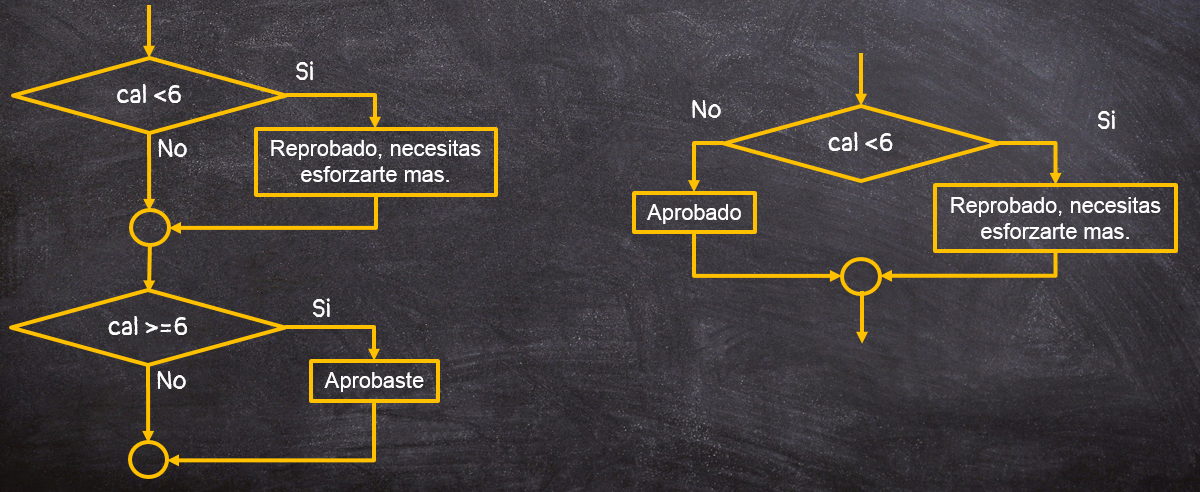 Si
cal <6
No
Reprobado, necesitas
esforzarte mas.
Si
cal >=6
No
Aprobaste
No
Si
cal <6
Aprobado
Reprobado, necesitas
esforzarte mas.